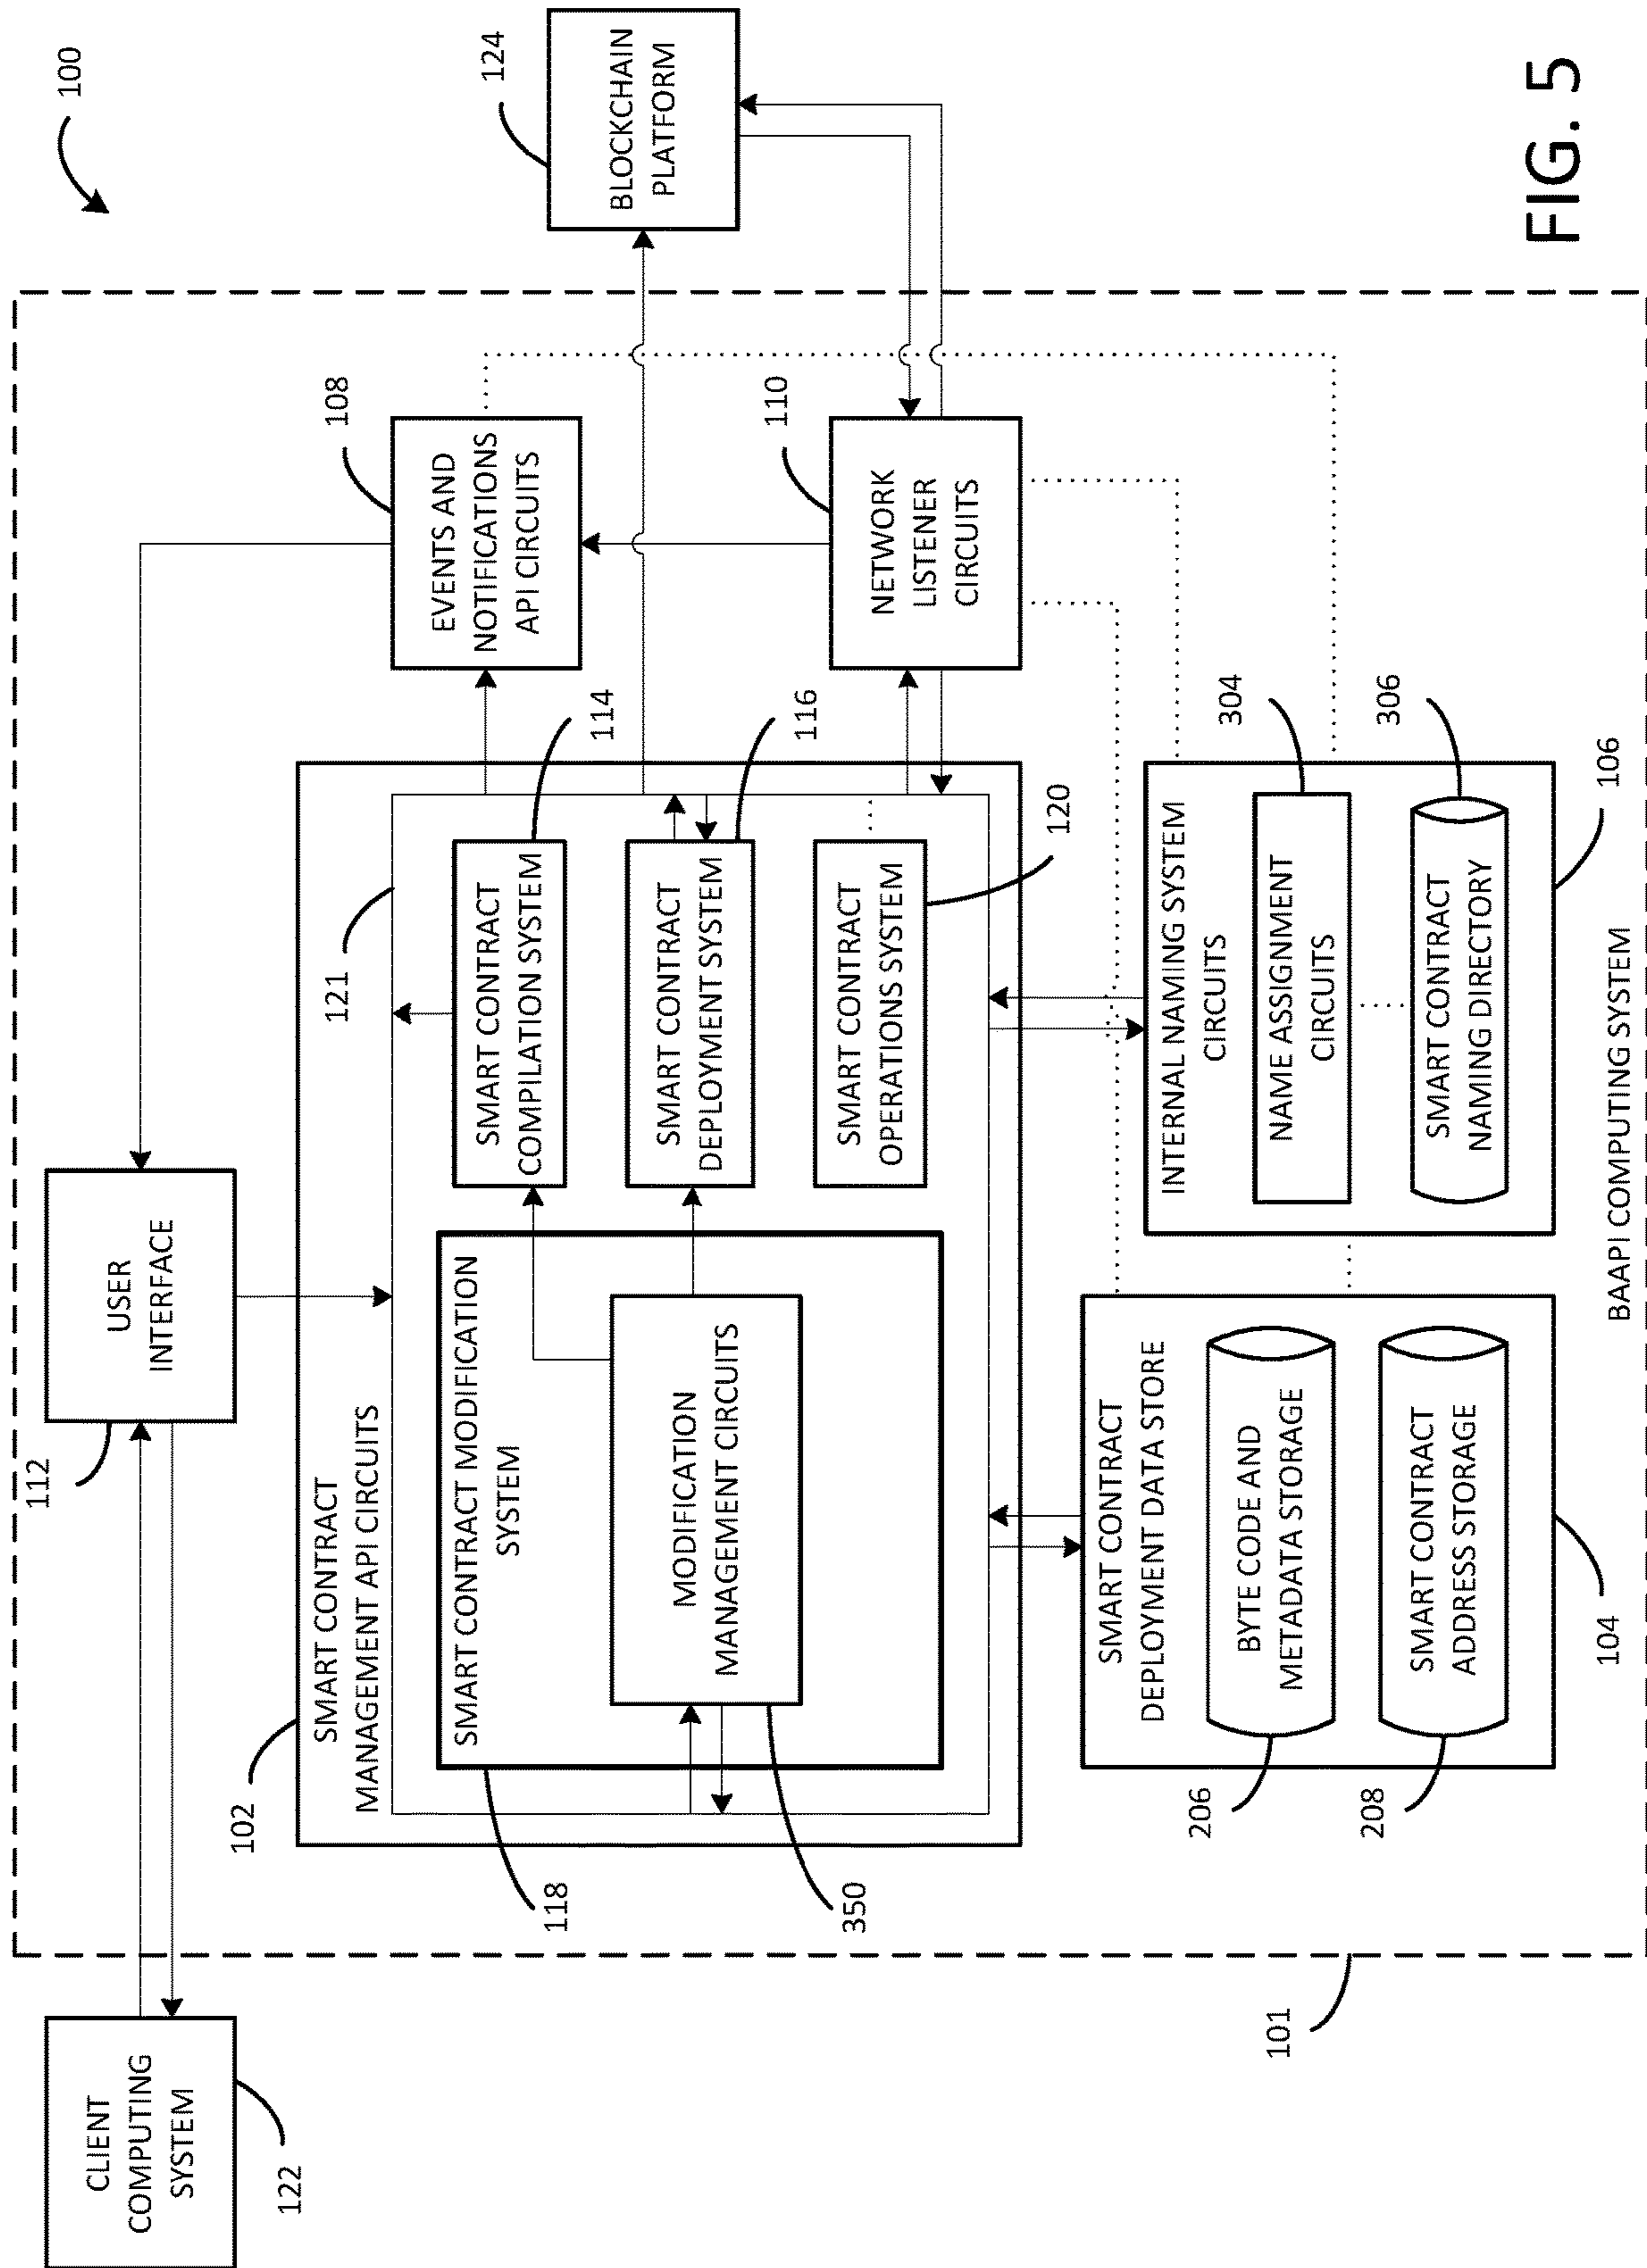 100
CLIENT
COMPUTING
SYSTEM
122
USER
INTERFACE
112
EVENTS AND
NOTIFICATIONS
API CIRCUITS
108
BLOCKCHAIN
PLATFORM
124
102
SMART CONTRACT
MANAGEMENT API CIRCUITS
121
SMART CONTRACT MODIFICATION
SYSTEM
118
MODIFICATION
MANAGEMENT CIRCUITS
350
SMART CONTRACT
COMPILATION SYSTEM
114
SMART CONTRACT
DEPLOYMENT SYSTEM
116
SMART CONTRACT
OPERATIONS SYSTEM
120
NETWORK
LISTENER
CIRCUITS
110
SMART CONTRACT
DEPLOYMENT DATA STORE
BYTE CODE AND
METADATA STORAGE
206
SMART CONTRACT
ADDRESS STORAGE
208
104
INTERNAL NAMING SYSTEM
CIRCUITS
NAME ASSIGNMENT
CIRCUITS
304
SMART CONTRACT
NAMING DIRECTORY
306
106
101
BAAPI COMPUTING SYSTEM
FIG. 5